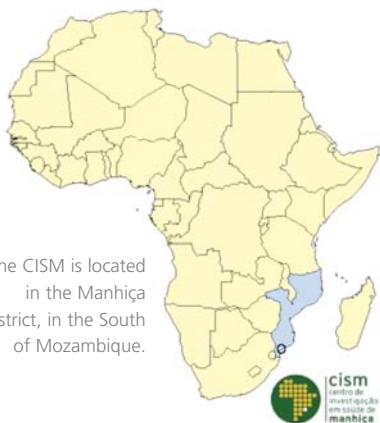 he CISM is located
in the Manhiça
strict, in the South
of Mozambique.
cism
centro de
investigação
em saúde de
manhiça